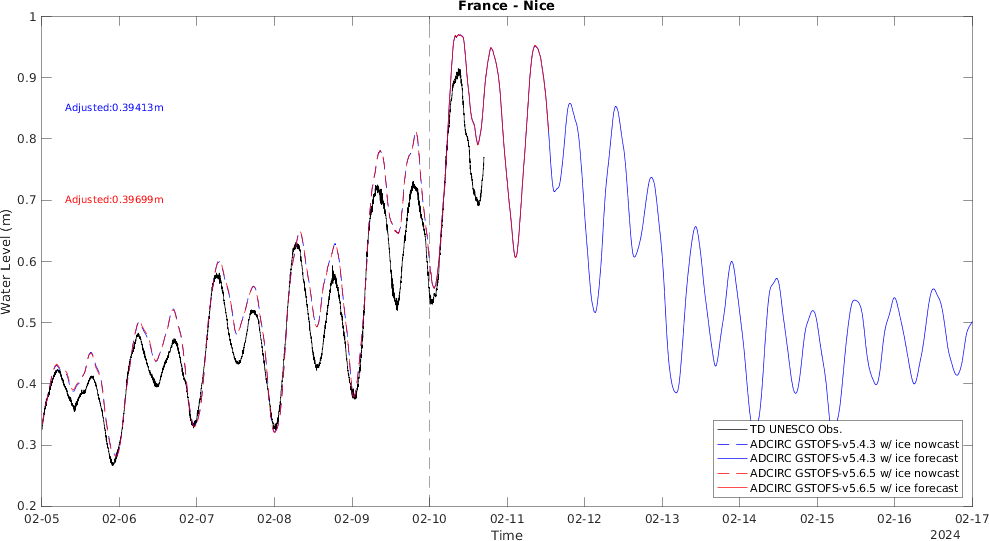 France - Nice
1
0.9
0.8
0.7
0.6
0.5
0.4
0.3
0.2
Water Level (m)
Adjusted:0.39413m
Adjusted:0.39699m
TD UNESCO Obs.
ADCIRC GSTOFS-v5.4.3 w/ ice nowcast
ADCIRC GSTOFS-v5.4.3 w/ ice forecast
ADCIRC GSTOFS-v5.6.5 w/ ice nowcast
ADCIRC GSTOFS-v5.6.5 w/ ice forecast
02-05 02-06 02-07 02-08 02-09 02-10 02-11 02-12 02-13 02-14 02-15 02-16 02-17
Time
2024